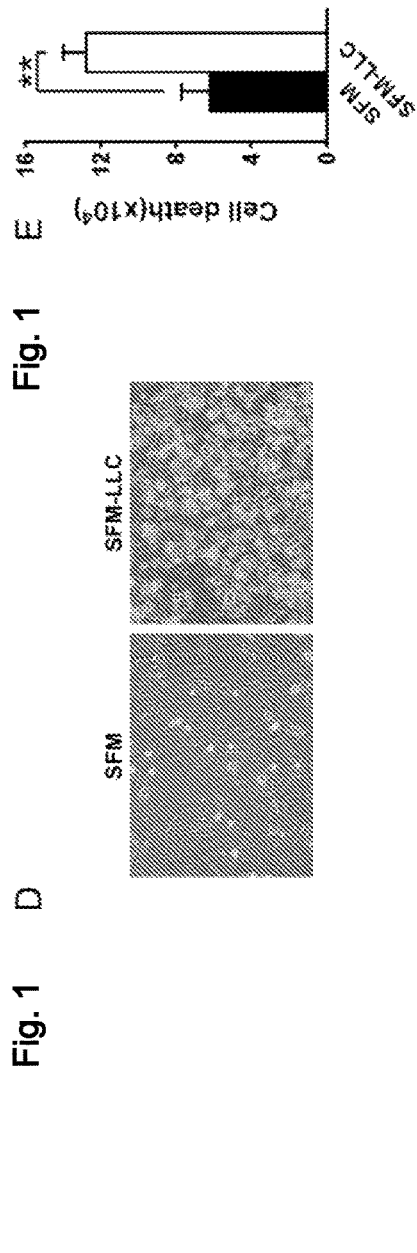 Fig. 1
D
SFM
SFM-LLC
Fig. 1
E
Cell death(x10⁴)
16
12
8
4
0
**
SFM
SFM-LLC